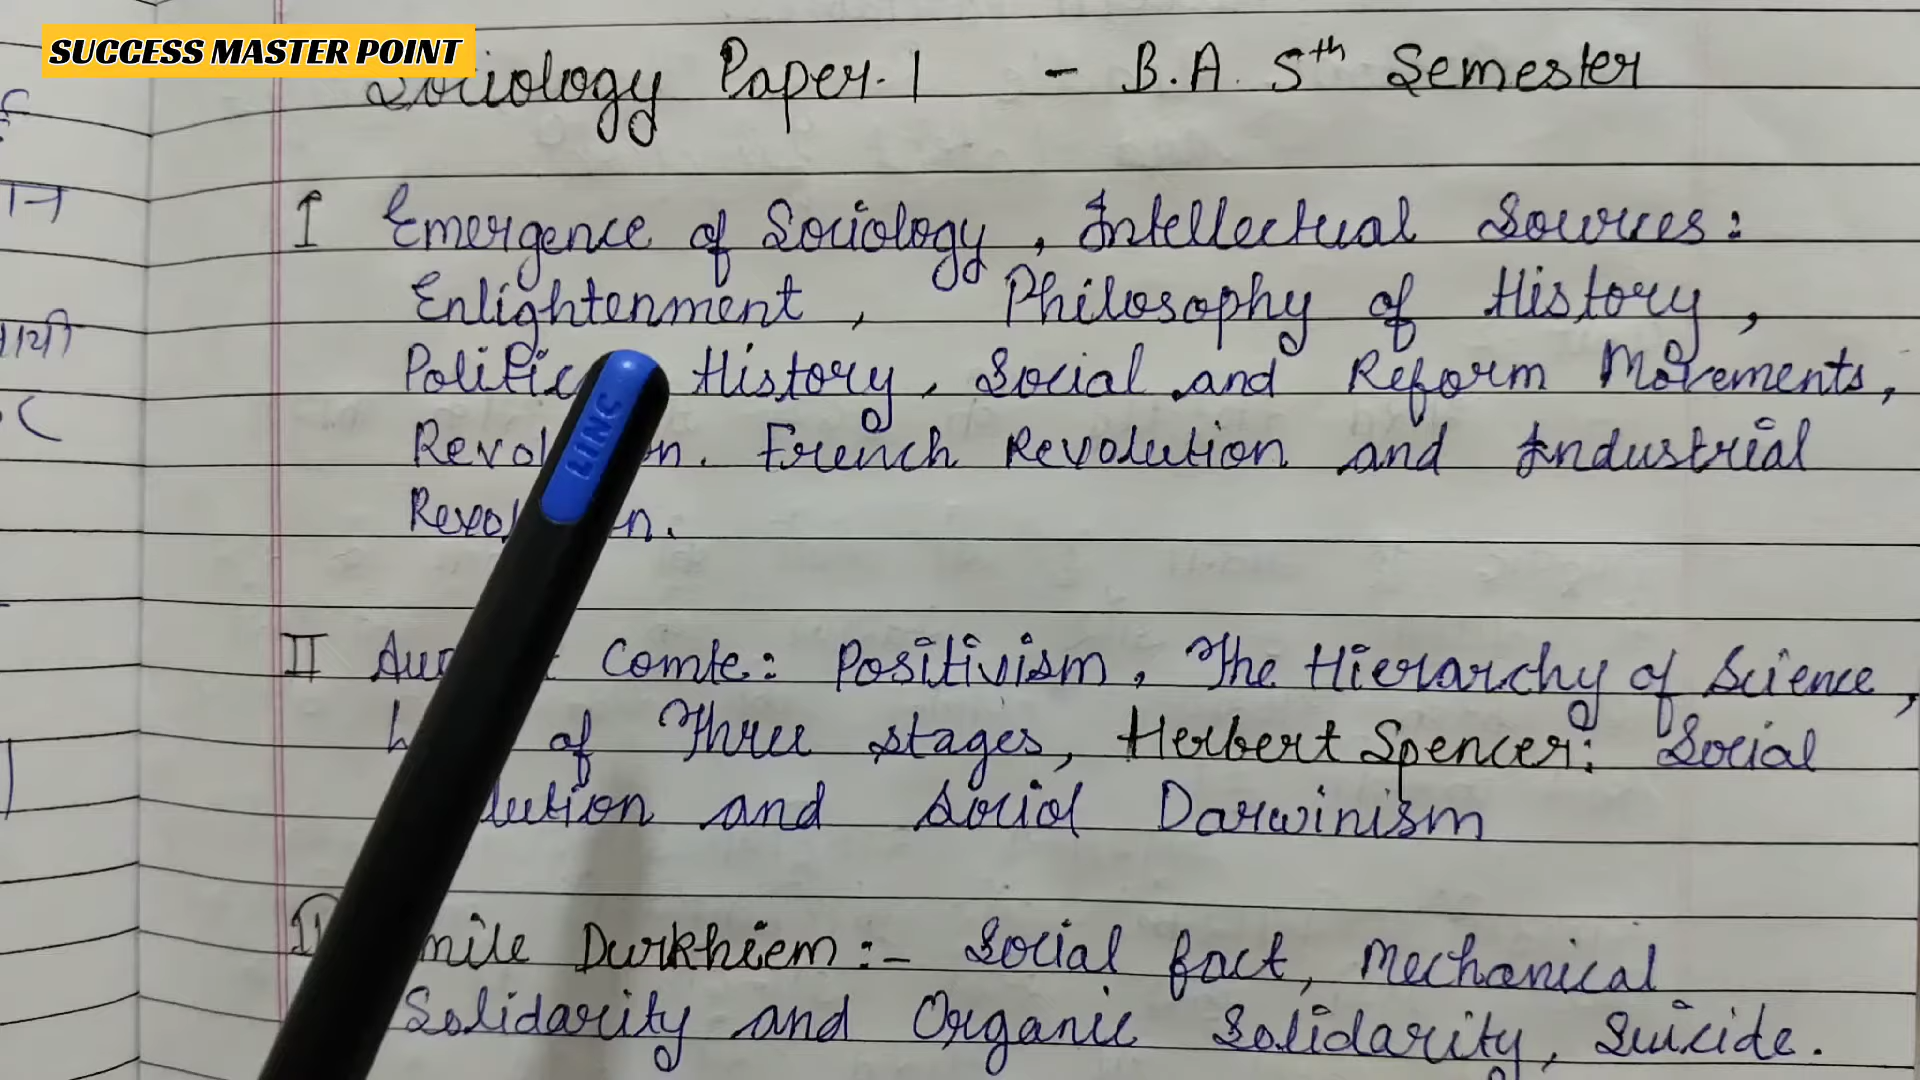 SUCCESS MASTER POINT
Sociology Paper-1 - B.A. 5th Semester
I Emergence of Sociology, Intellectual Sources:
Enlightenment, Philosophy of History,
History, Social and Reform Movements,
French Revolution and Industrial
II Comte: Positivism, The Hierarchy of Science,
of Three stages, Herbert Spencer: Social
and Social Darwinism
Durkhiem:- Social fact, Mechanical
Solidarity and Organic Solidarity, Suicide.